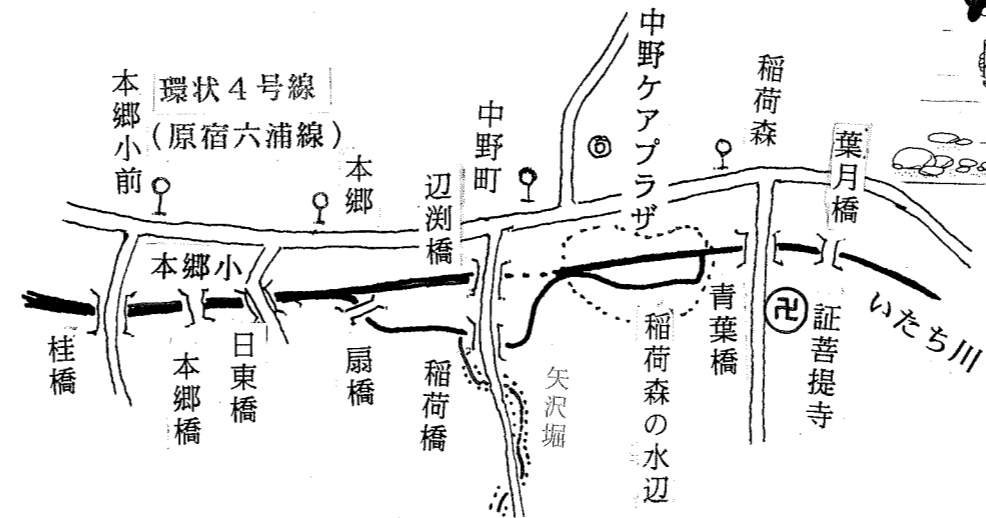 本郷小前
環状4号線
(原宿六浦線)
本郷
中野町
中野ケアプラザ
稲荷森
葉月橋
辺渕橋
本郷小
桂橋
本郷橋
日東橋
扇橋
稲荷橋
矢沢堀
稲荷森の水辺
青葉橋
卍
証菩提寺
いたち川